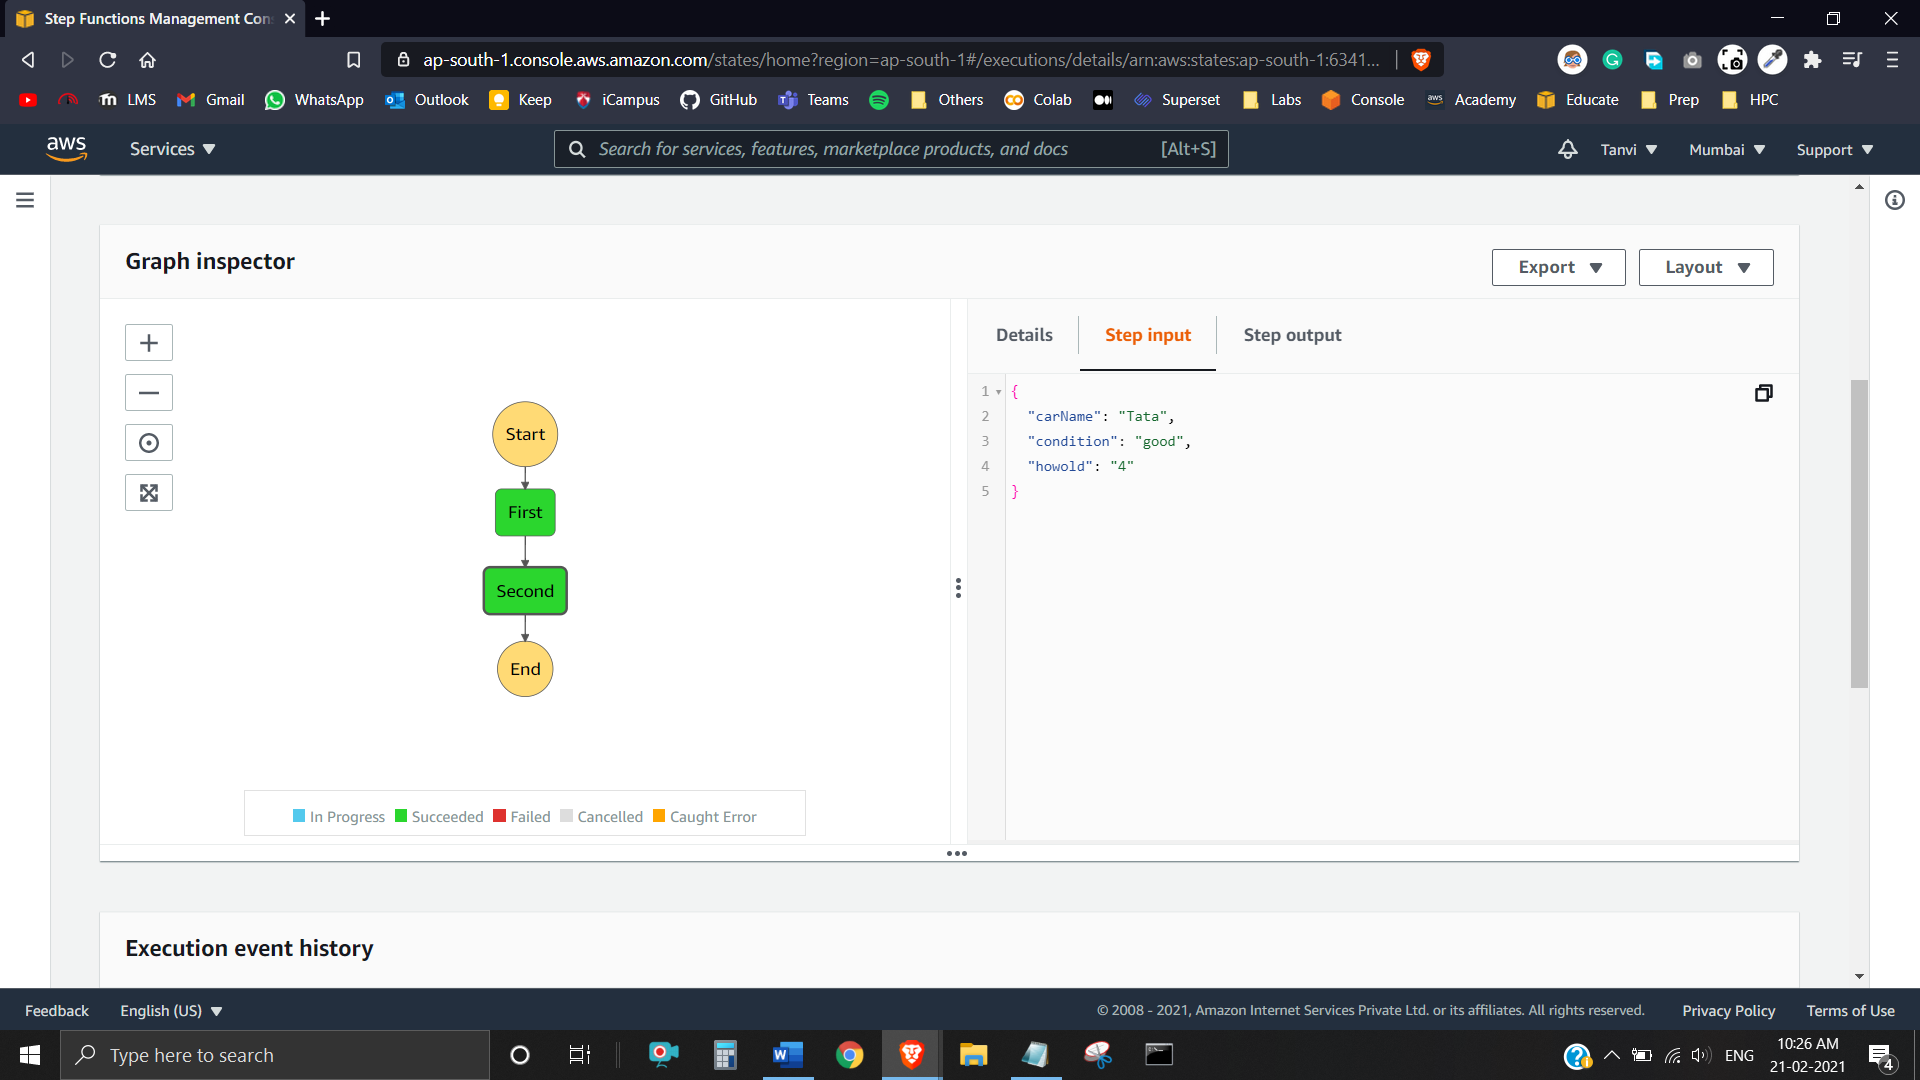 Step Functions Management Con
ap-south-1.console.aws.amazon.com/states/home?region=ap-south-1#/executions/details/arn:aws:states:ap-south-1:6341...
LMS Gmail WhatsApp Outlook Keep iCampus GitHub Teams Others Colab Superset Labs Console aws Academy Educate Prep HPC
aws Services Search for services, features, marketplace products, and docs [Alt+S] Tanvi Mumbai Support
Graph inspector
Export Layout
Details Step input Step output
1 {
2 "carName": "Tata",
3 "condition": "good",
4 "howold": "4"
5 }
Start
First
Second
End
In Progress Succeeded Failed Cancelled Caught Error
Execution event history
Feedback English (US) © 2008 - 2021, Amazon Internet Services Private Ltd. or its affiliates. All rights reserved. Privacy Policy Terms of Use
Type here to search
ENG
10:26 AM
21-02-2021
4